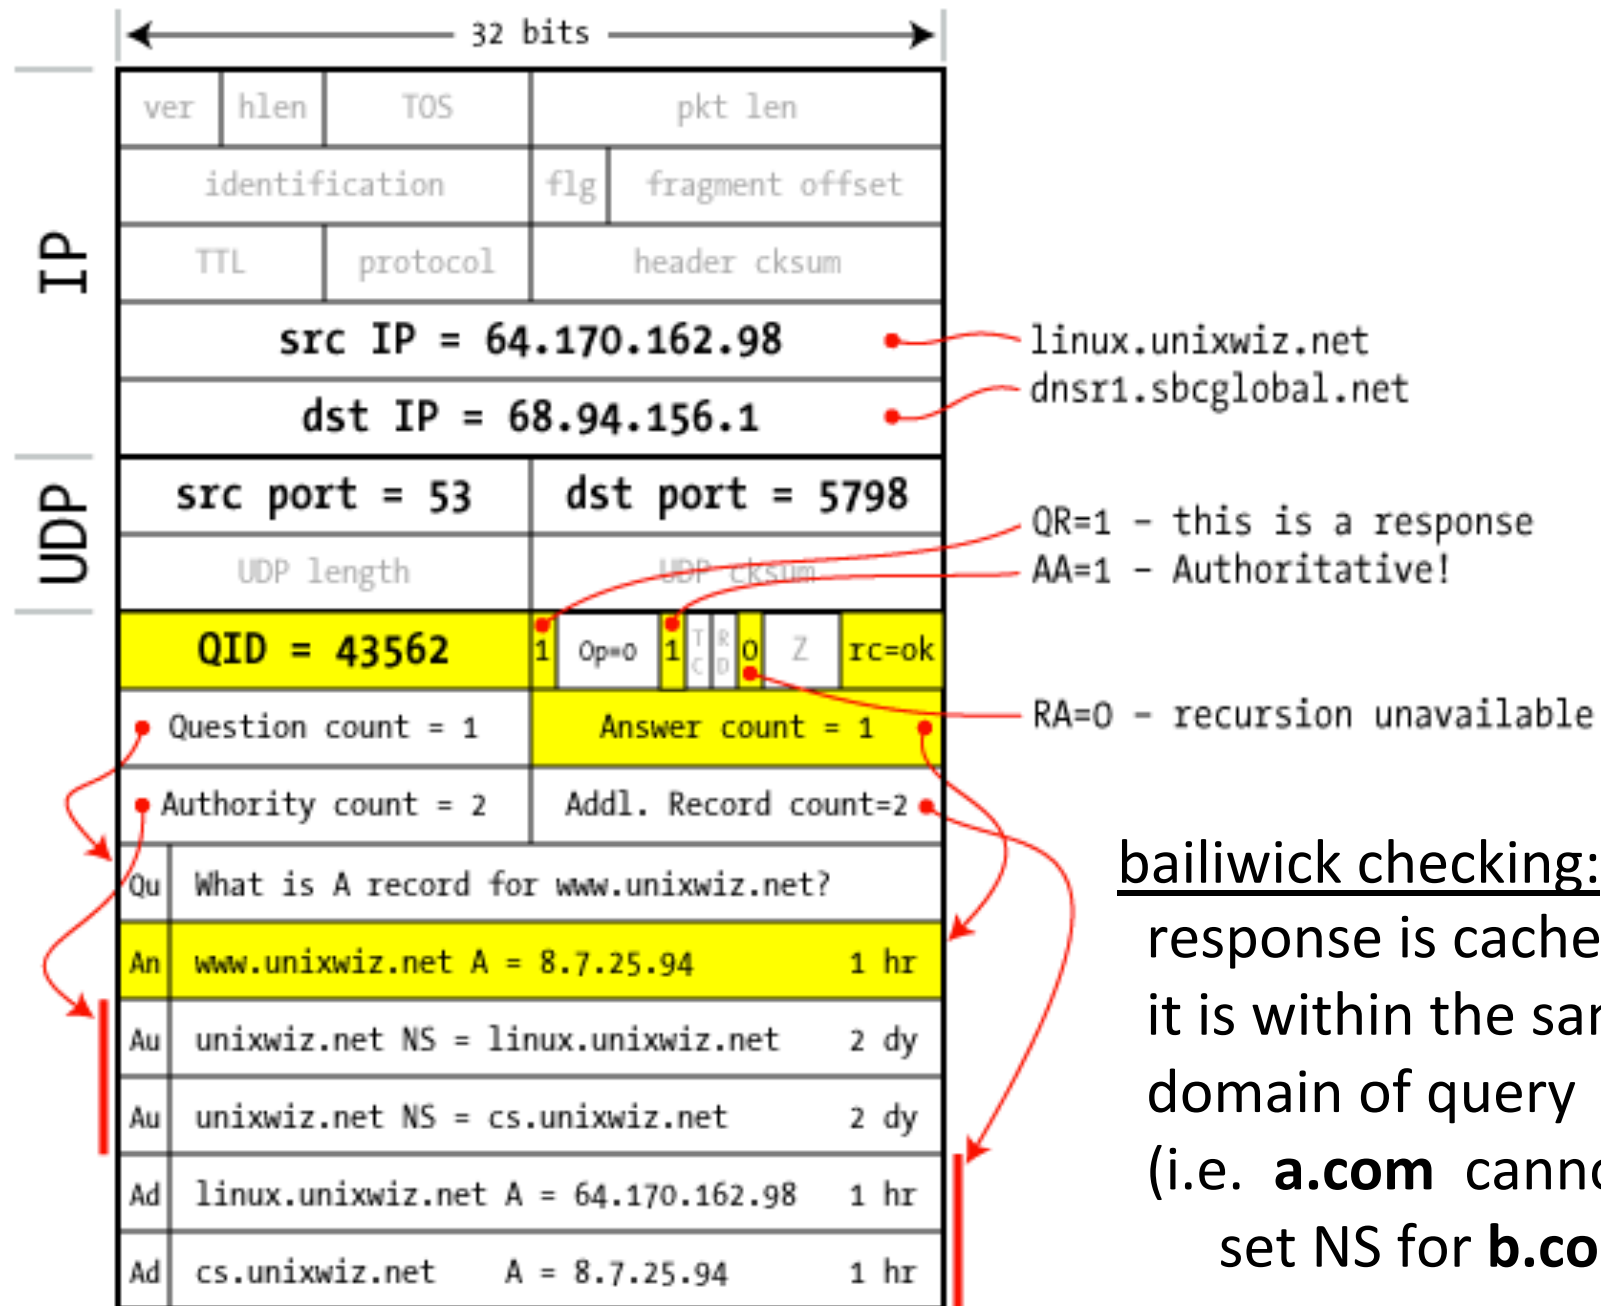 32 bits
ver hlen TOS pkt len
identification flg fragment offset
TTL protocol header cksum
IP
src IP = 64.170.162.98
linux.unixwiz.net
dst IP = 68.94.156.1
dnsr1.sbcglobal.net
UDP
src port = 53 dst port = 5798
QR=1 – this is a response
UDP length UDP cksum
AA=1 – Authoritative!
QID = 43562 1 Op=0 1 TC RD 0 Z rc=ok
RA=0 – recursion unavailable
Question count = 1 Answer count = 1
Authority count = 2 Addl. Record count=2
Qu What is A record for www.unixwiz.net?
An www.unixwiz.net A = 8.7.25.94 1 hr
Au unixwiz.net NS = linux.unixwiz.net 2 dy
Au unixwiz.net NS = cs.unixwiz.net 2 dy
Ad linux.unixwiz.net A = 64.170.162.98 1 hr
Ad cs.unixwiz.net A = 8.7.25.94 1 hr
bailiwick checking:
response is cache
it is within the
domain of query
(i.e. a.com
set NS for